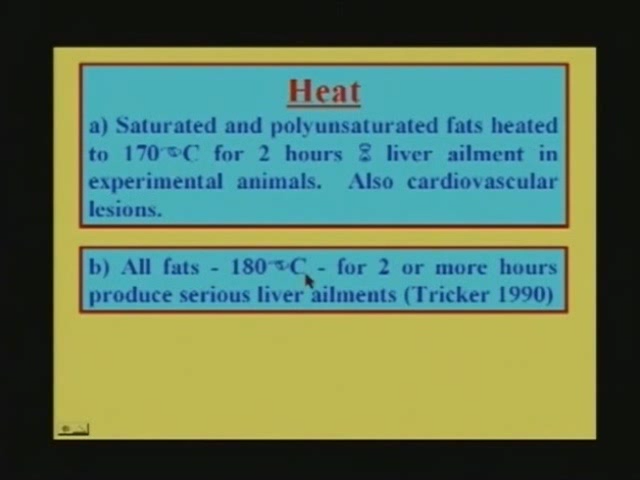 Heat
a) Saturated and polyunsaturated fats heated
to 170 C for 2 hours ⌛ liver ailment in
experimental animals. Also cardiovascular
lesions.
b) All fats - 180 C - for 2 or more hours
produce serious liver ailments (Tricker 1990)